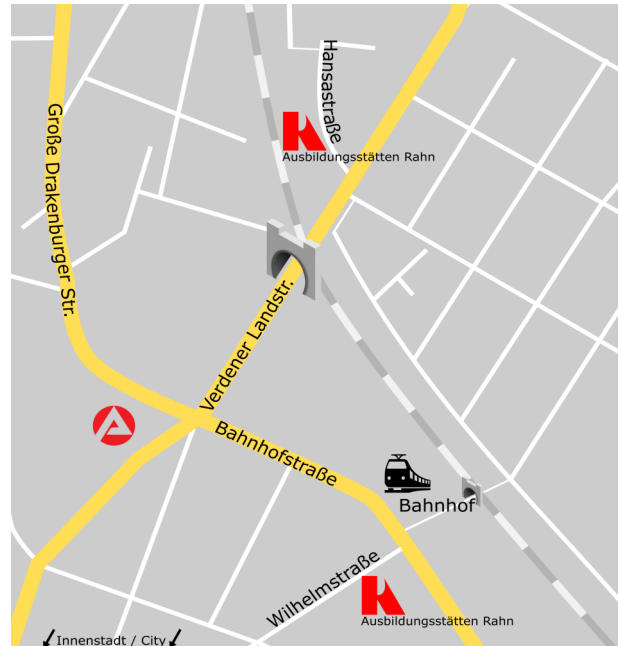 Hansastraße
Große Drakenburger Str.
Ausbildungsstätten Rahn
Verdener Landstr.
Bahnhofstraße
Bahnhof
Wilhelmstraße
Ausbildungsstätten Rahn
Innenstadt / City